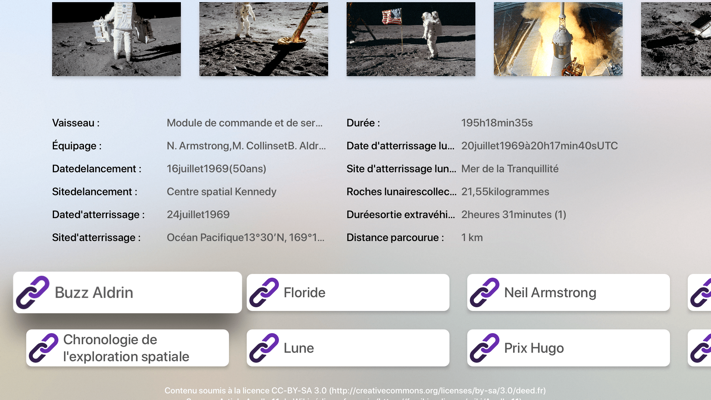 Vaisseau : Module de commande et de ser... Durée : 195h18min35s
Équipage : N. Armstrong,M. CollinsetB. Aldr... Date d'atterrissage lu... 20juillet1969à20h17min40sUTC
Datedelancement : 16juillet1969(50ans) Site d'atterrissage lun... Mer de la Tranquillité
Sitedelancement : Centre spatial Kennedy Roches lunairescollec... 21,55kilogrammes
Dated'atterrissage : 24juillet1969 Duréesortie extravéhi... 2heures 31minutes (1)
Sited'atterrissage : Océan Pacifique13°30′N, 169°1... Distance parcourue : 1 km
Buzz Aldrin Floride Neil Armstrong
Chronologie de
l'exploration spatiale Lune Prix Hugo
Contenu soumis à la licence CC-BY-SA 3.0 (http://creativecommons.org/licenses/by-sa/3.0/deed.fr)